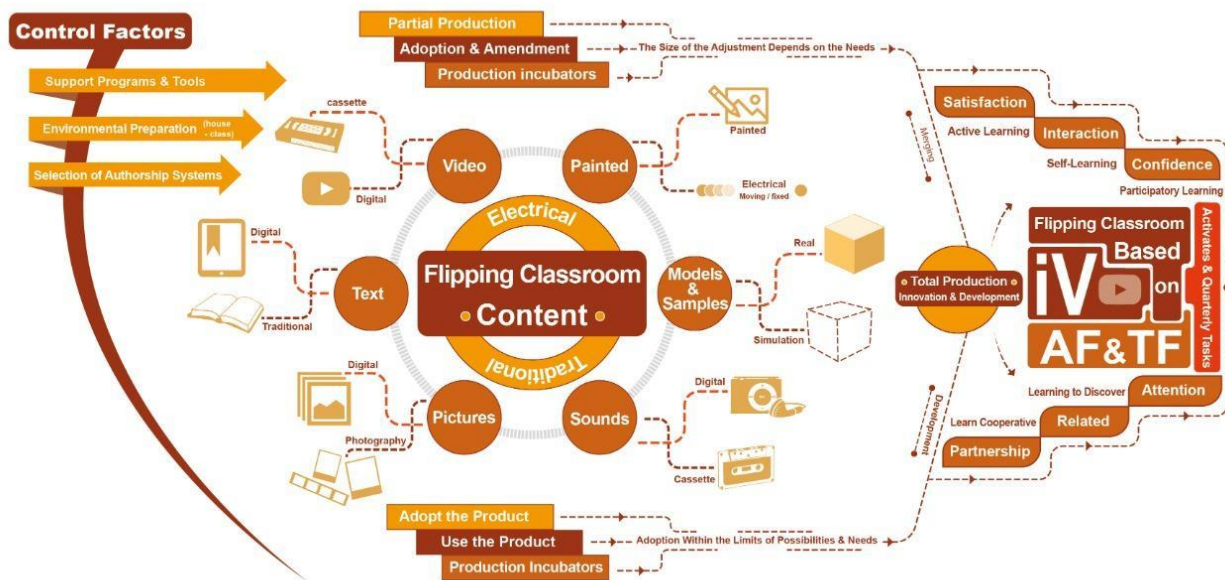 Control Factors
Support Programs & Tools
Environmental Preparation (house - class)
Selection of Authorship Systems
Partial Production
Adoption & Amendment
Production incubators
The Size of the Adjustment Depends on the Needs
cassette
Digital
Video
Painted
Painted
Electrical
Moving / fixed
Digital
Traditional
Text
Electrical
Flipping Classroom
Content
Traditional
Models
&
Samples
Real
Simulation
Digital
Photography
Pictures
Sounds
Digital
Cassette
Adopt the Product
Use the Product
Production Incubators
Adoption Within the Limits of Possibilities & Needs
Merging
Development
Total Production
Innovation & Development
Satisfaction
Active Learning
Interaction
Self-Learning
Confidence
Participatory Learning
Flipping Classroom
Based
iV
on
AF&TF
Activates & Quarterly Tasks
Learning to Discover
Attention
Learn Cooperative
Related
Partnership